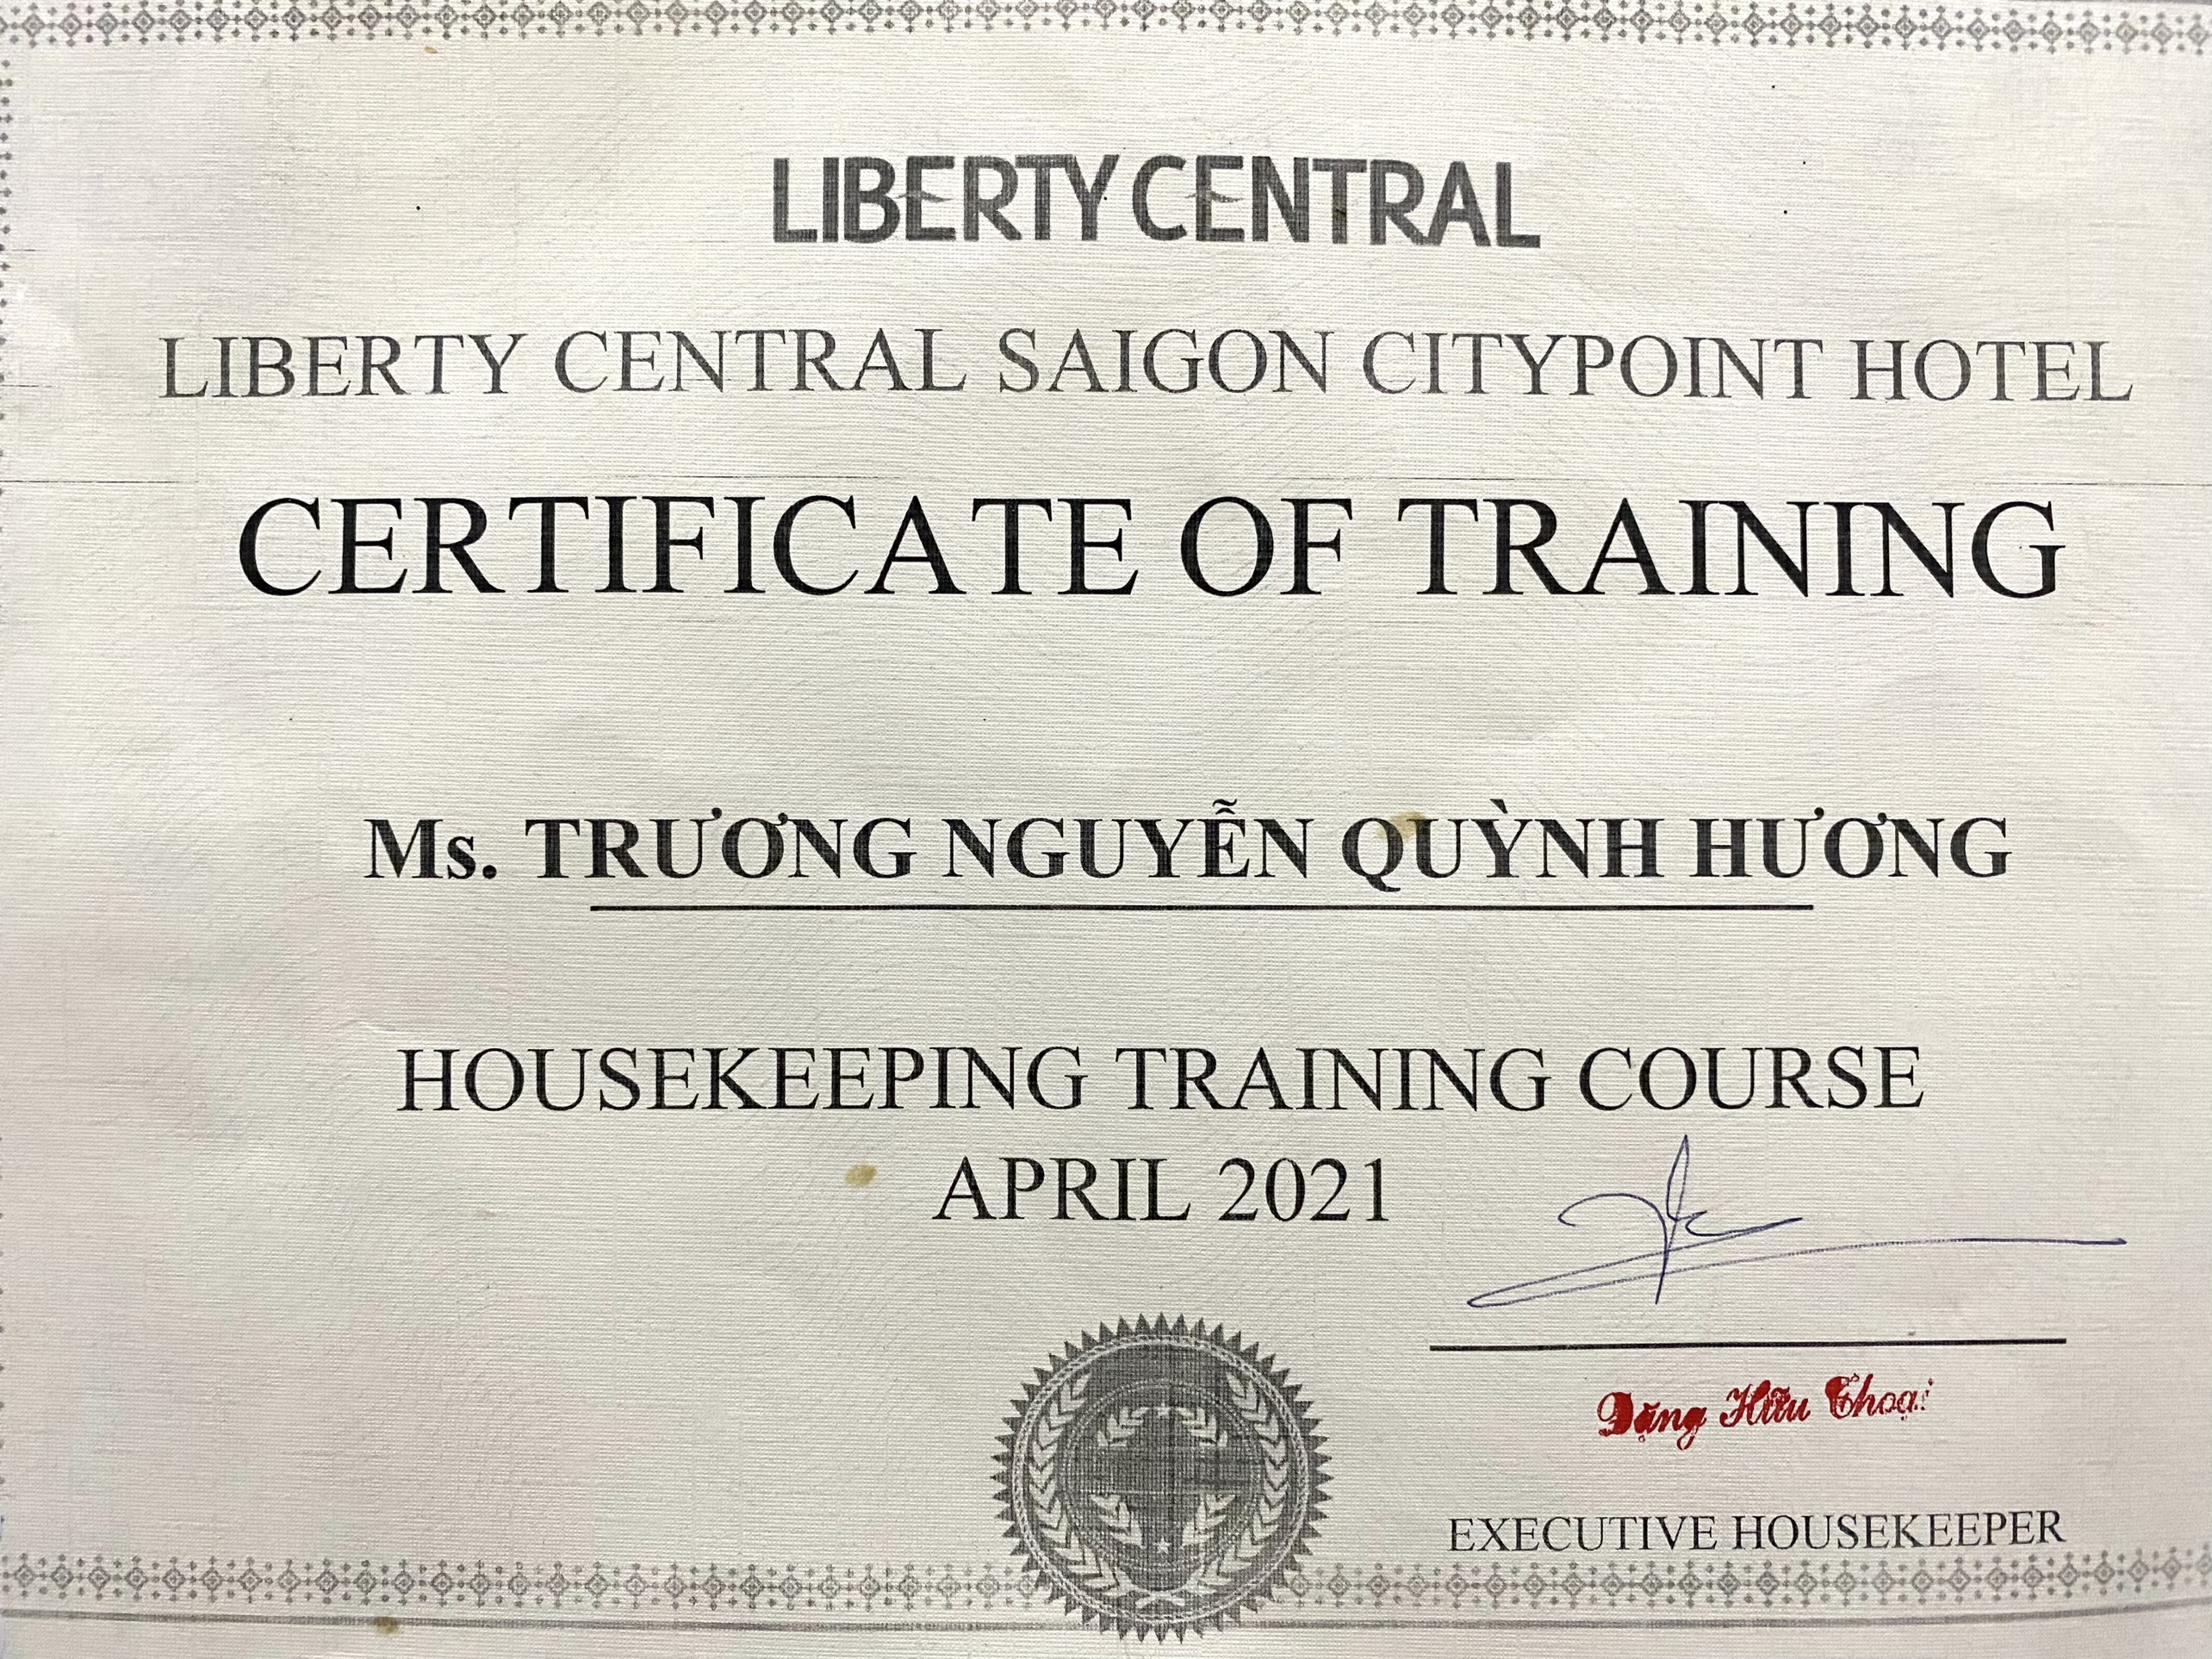 LIBERTY CENTRAL
LIBERTY CENTRAL SAIGON CITYPOINT HOTEL
CERTIFICATE OF TRAINING
Ms. TRƯƠNG NGUYỄN QUỲNH HƯƠNG
HOUSEKEEPING TRAINING COURSE
APRIL 2021
Đặng Hữu Thoại
EXECUTIVE HOUSEKEEPER